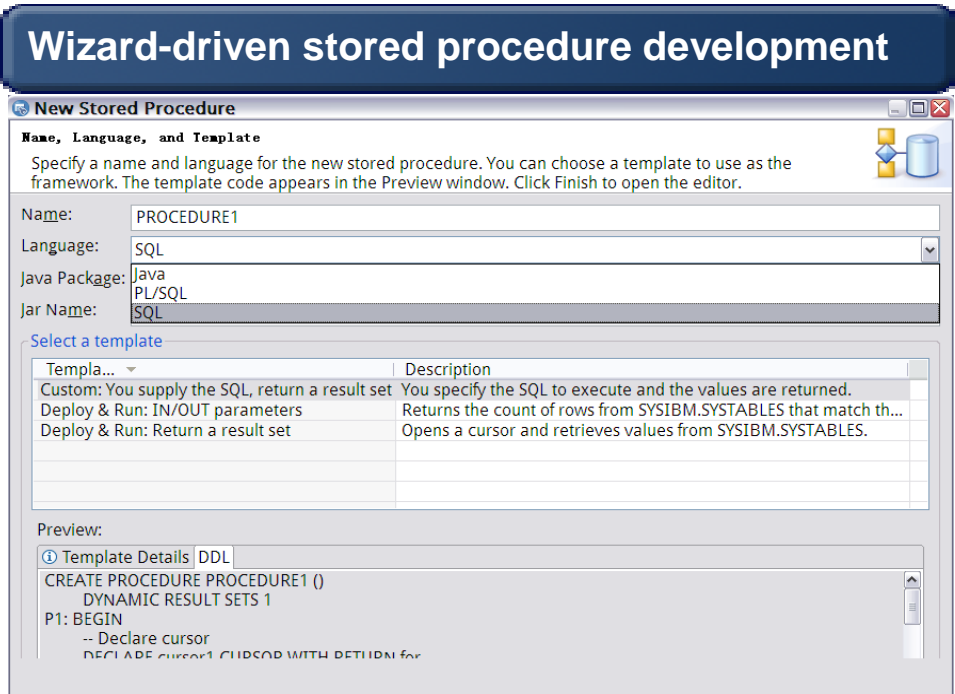 Wizard-driven stored procedure development
New Stored Procedure
Name, Language, and Template
Specify a name and language for the new stored procedure. You can choose a template to use as the
framework. The template code appears in the Preview window. Click Finish to open the editor.
Name: PROCEDURE1
Language: SQL
Java Package: Java
PL/SQL
Jar Name: SQL
Select a template
Templa... Description
Custom: You supply the SQL, return a result set You specify the SQL to execute and the values are returned.
Deploy & Run: IN/OUT parameters Returns the count of rows from SYSIBM.SYSTABLES that match th...
Deploy & Run: Return a result set Opens a cursor and retrieves values from SYSIBM.SYSTABLES.
Preview:
Template Details DDL
CREATE PROCEDURE PROCEDURE1 ()
DYNAMIC RESULT SETS 1
P1: BEGIN
-- Declare cursor
DECLARE cursor1 CURSOR WITH RETURN for